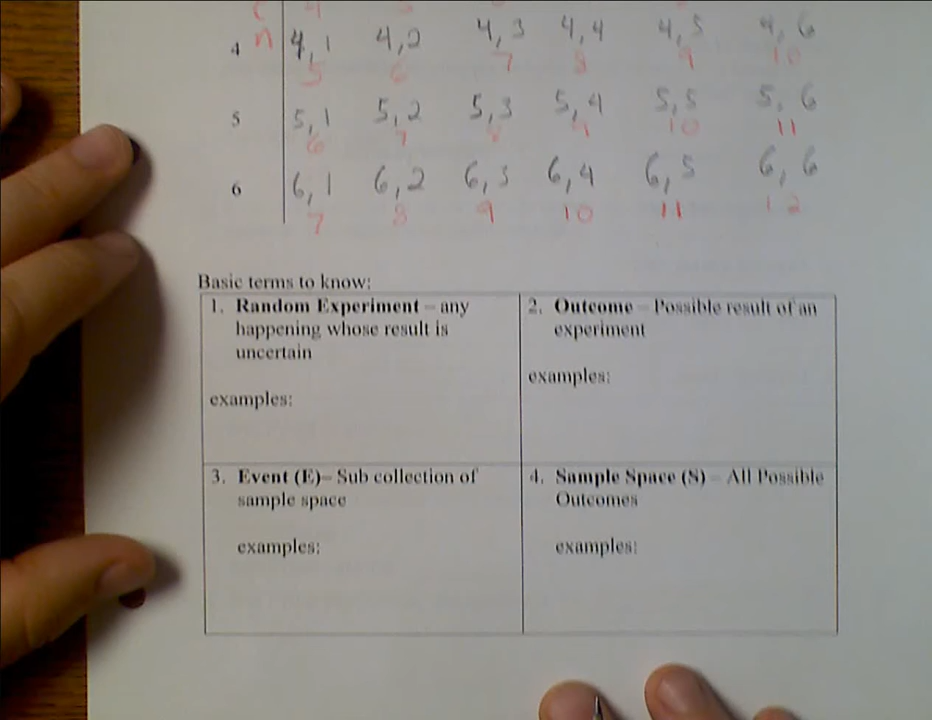 4 n 4,1 4,2 4,3 4,4 4,5 4,6
5 6 7 8 9 10
5 5,1 5,2 5,3 5,4 5,5 5,6
6 7 8 9 10 11
6 6,1 6,2 6,3 6,4 6,5 6,6
7 8 9 10 11 12
Basic terms to know:
1. Random Experiment – any
happening whose result is
uncertain
examples:
2. Outcome – Possible result of an
experiment
examples:
3. Event (E)– Sub collection of
sample space
examples:
4. Sample Space (S) – All Possible
Outcomes
examples: